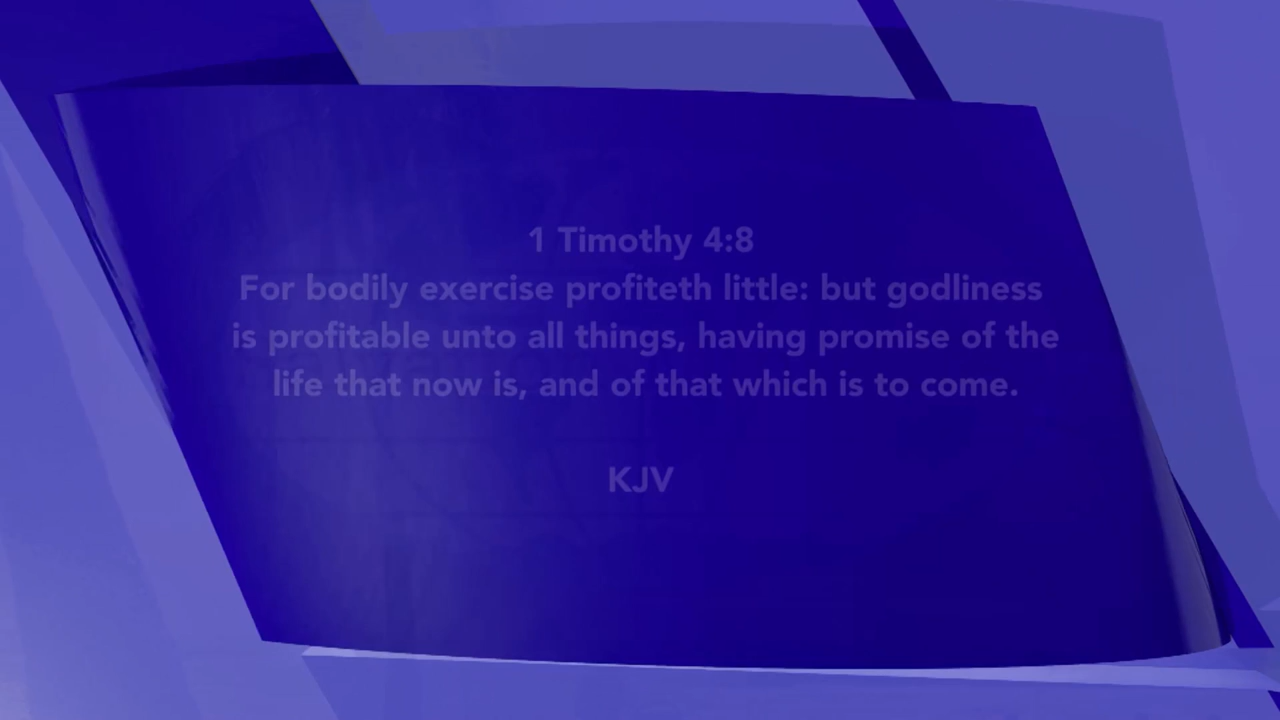 1 Timothy 4:8
For bodily exercise profiteth little: but godliness
is profitable unto all things, having promise of the
life that now is, and of that which is to come.
KJV